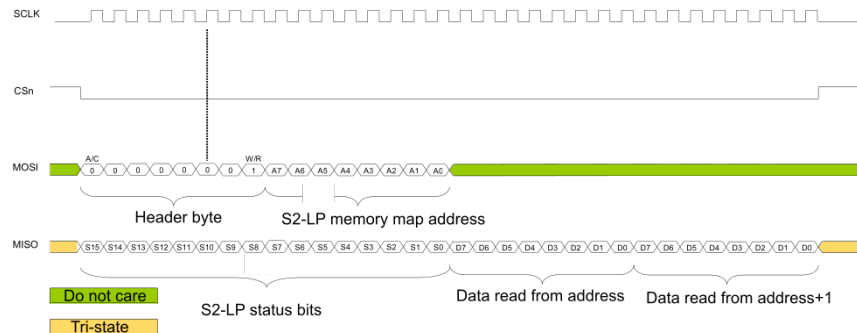 SCLK
CSn
A/C W/R
MOSI 0 0 0 0 0 0 0 1 A7 A6 A5 A4 A3 A2 A1 A0
Header byte S2-LP memory map address
MISO S15 S14 S13 S12 S11 S10 S9 S8 S7 S6 S5 S4 S3 S2 S1 S0 D7 D6 D5 D4 D3 D2 D1 D0 D7 D6 D5 D4 D3 D2 D1 D0
Do not care S2-LP status bits Data read from address Data read from address+1
Tri-state